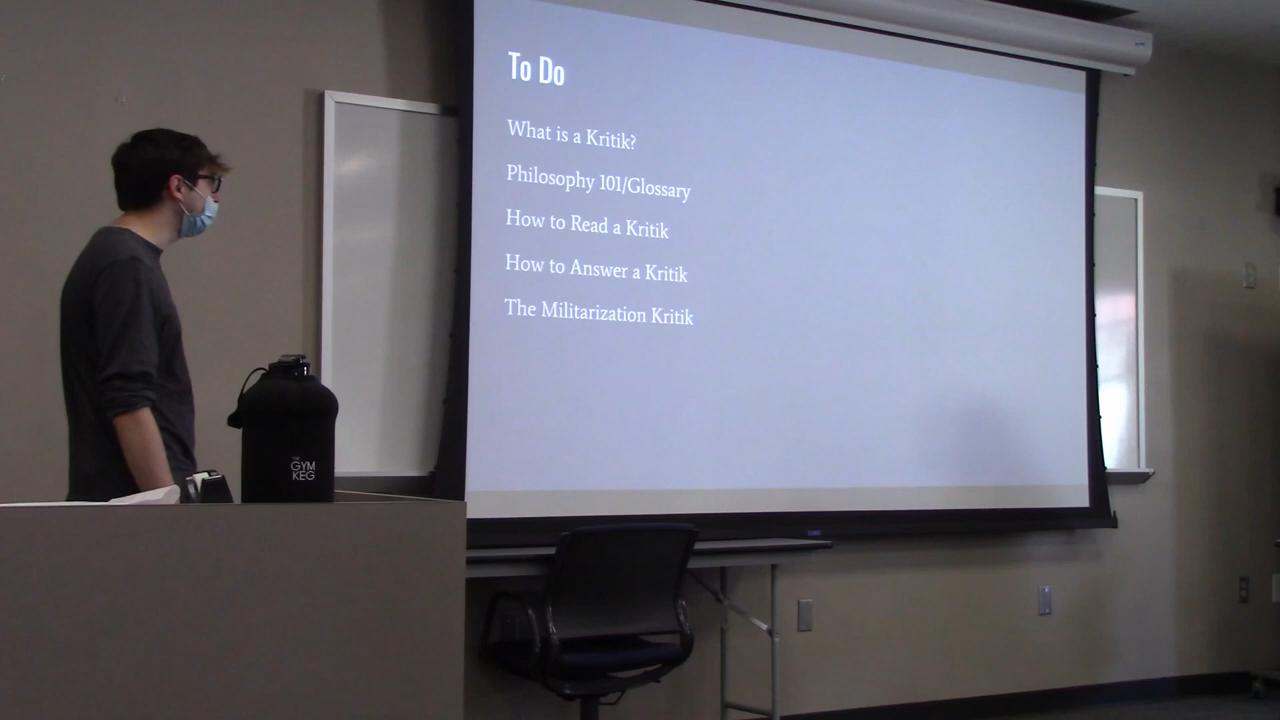 To Do
What is a Kritik?
Philosophy 101/Glossary
How to Read a Kritik
How to Answer a Kritik
The Militarization Kritik
THE
GYM
KEG